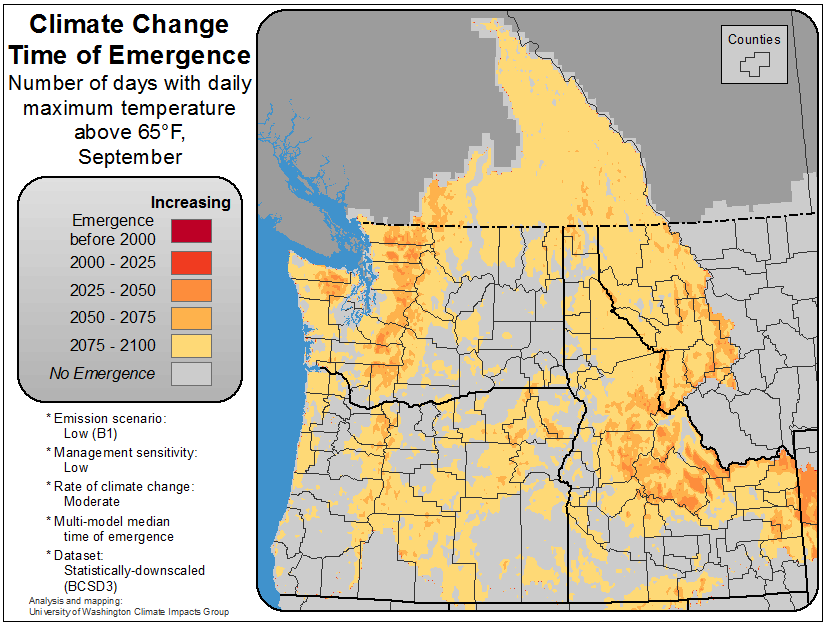 Climate Change
Time of Emergence
Number of days with daily
maximum temperature
above 65°F,
September
Increasing
Emergence
before 2000
2000 - 2025
2025 - 2050
2050 - 2075
2075 - 2100
No Emergence
* Emission scenario:
Low (B1)
* Management sensitivity:
Low
* Rate of climate change:
Moderate
* Multi-model median
time of emergence
* Dataset:
Statistically-downscaled
(BCSD3)
Analysis and mapping:
University of Washington Climate Impacts Group
Counties